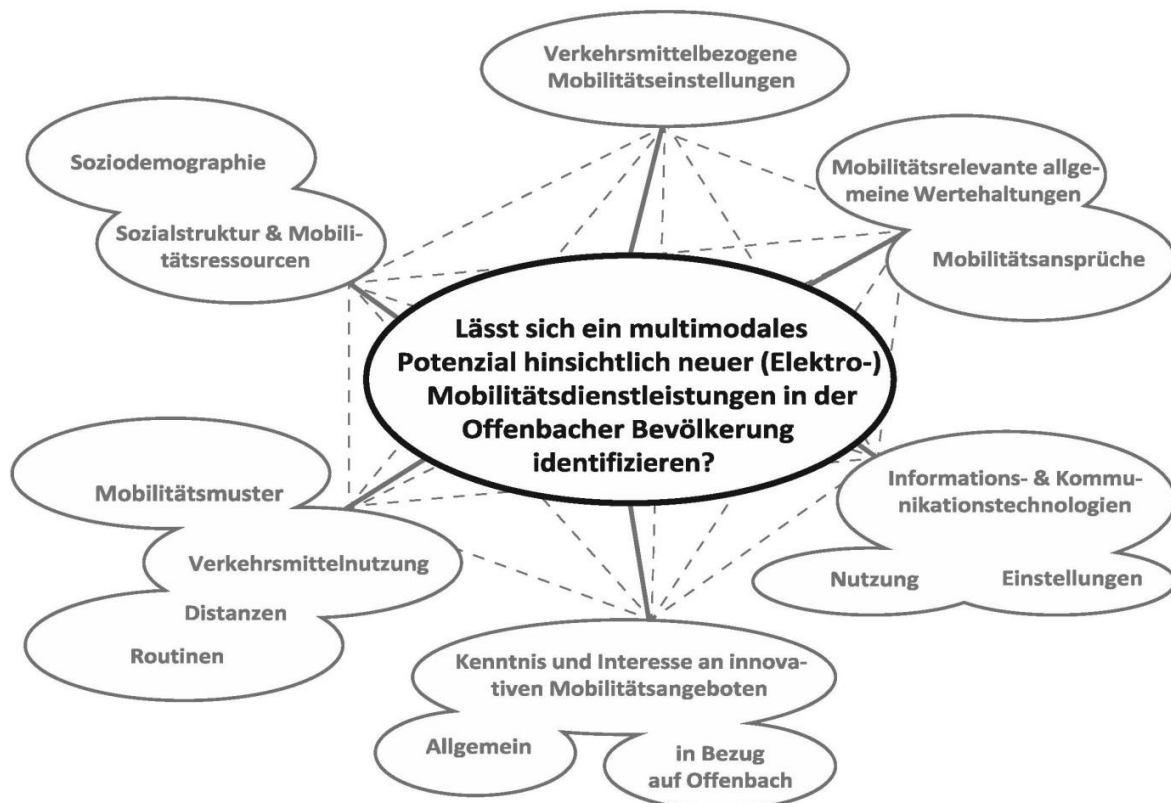 Verkehrsmittelbezogene
Mobilitätseinstellungen
Soziodemographie
Sozialstruktur & Mobili-
tätsressourcen
Mobilitätsrelevante allge-
meine Wertehaltungen
Mobilitätsansprüche
Lässt sich ein multimodales
Potenzial hinsichtlich neuer (Elektro-)
Mobilitätsdienstleistungen in der
Offenbacher Bevölkerung
identifizieren?
Mobilitätsmuster
Verkehrsmittelnutzung
Distanzen
Routinen
Informations- & Kommu-
nikationstechnologien
Nutzung
Einstellungen
Kenntnis und Interesse an innova-
tiven Mobilitätsangeboten
Allgemein
in Bezug
auf Offenbach